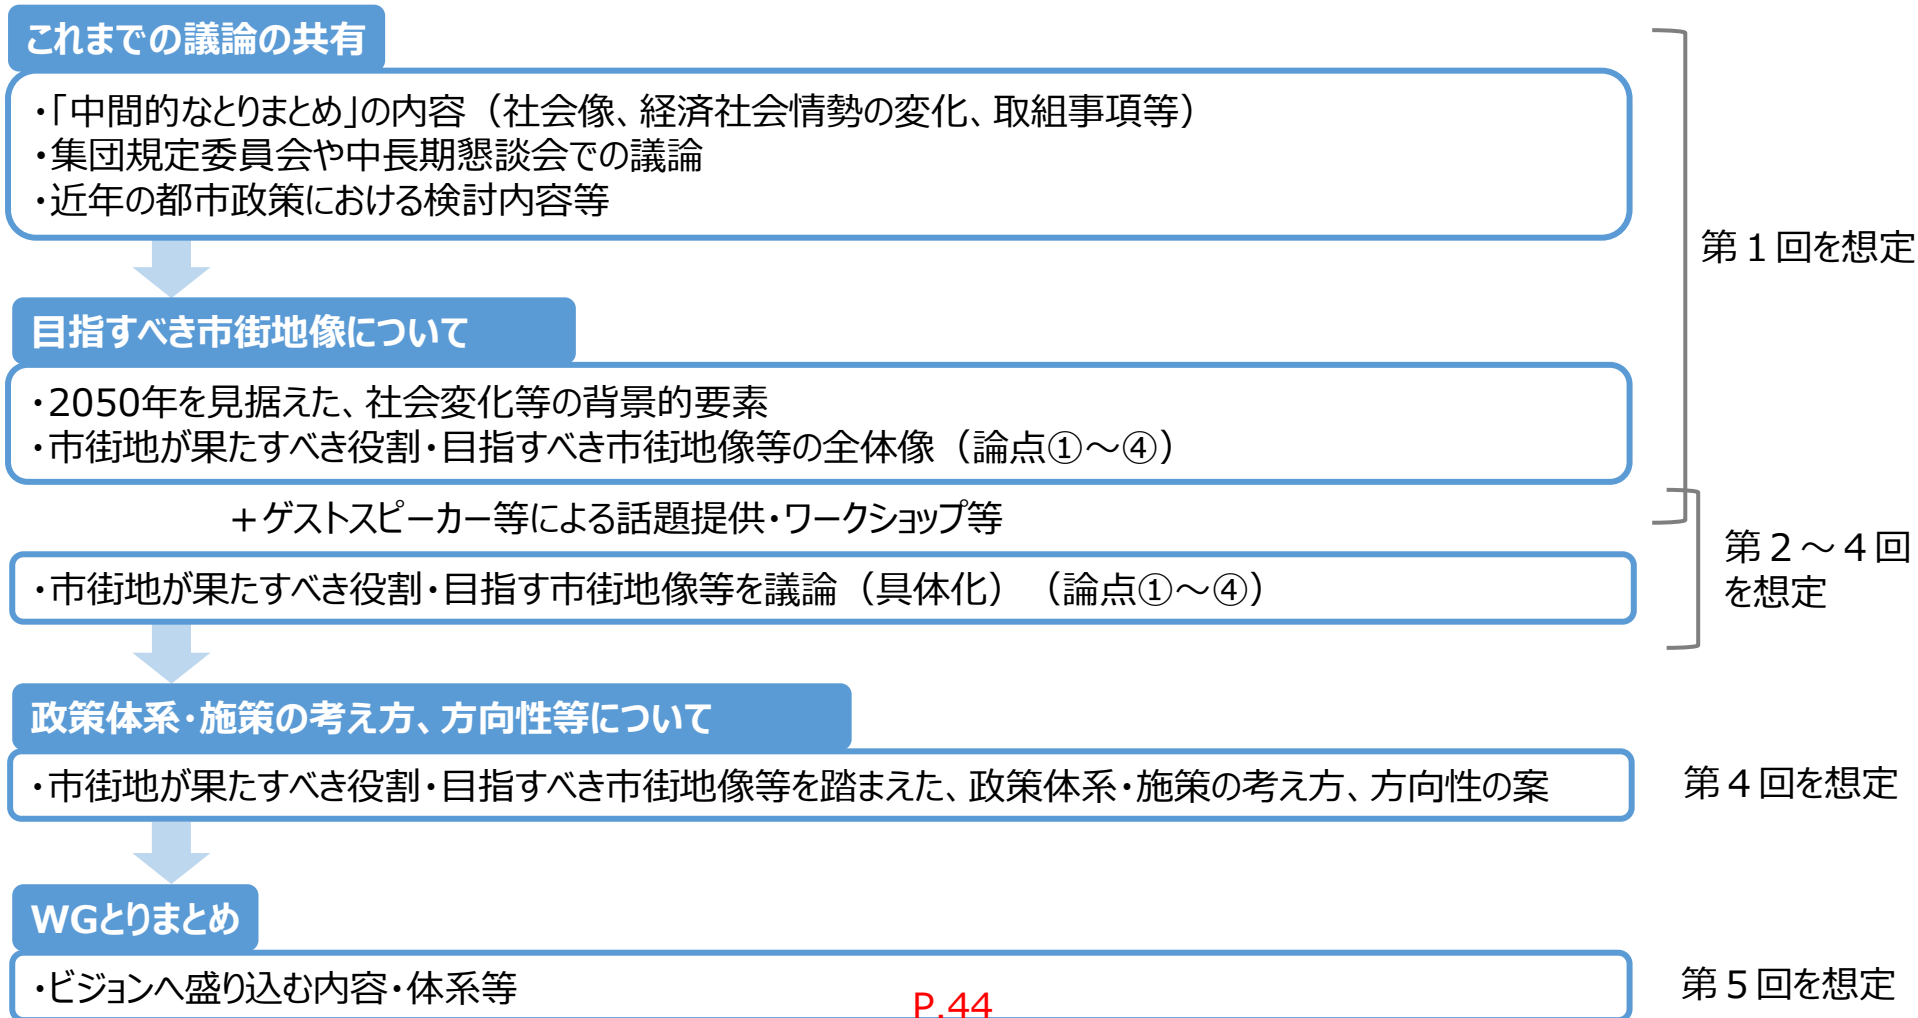 これまでの議論の共有
・「中間的なとりまとめ」の内容（社会像、経済社会情勢の変化、取組事項等）
・集団規定委員会や中長期懇談会での議論
・近年の都市政策における検討内容等
第１回を想定
目指すべき市街地像について
・2050年を見据えた、社会変化等の背景的要素
・市街地が果たすべき役割・目指すべき市街地像等の全体像（論点①～④）
＋ゲストスピーカー等による話題提供・ワークショップ等
第２～４回
を想定
・市街地が果たすべき役割・目指す市街地像等を議論（具体化）（論点①～④）
政策体系・施策の考え方、方向性等について
・市街地が果たすべき役割・目指すべき市街地像等を踏まえた、政策体系・施策の考え方、方向性の案
第４回を想定
WGとりまとめ
・ビジョンへ盛り込む内容・体系等
第５回を想定
P.44